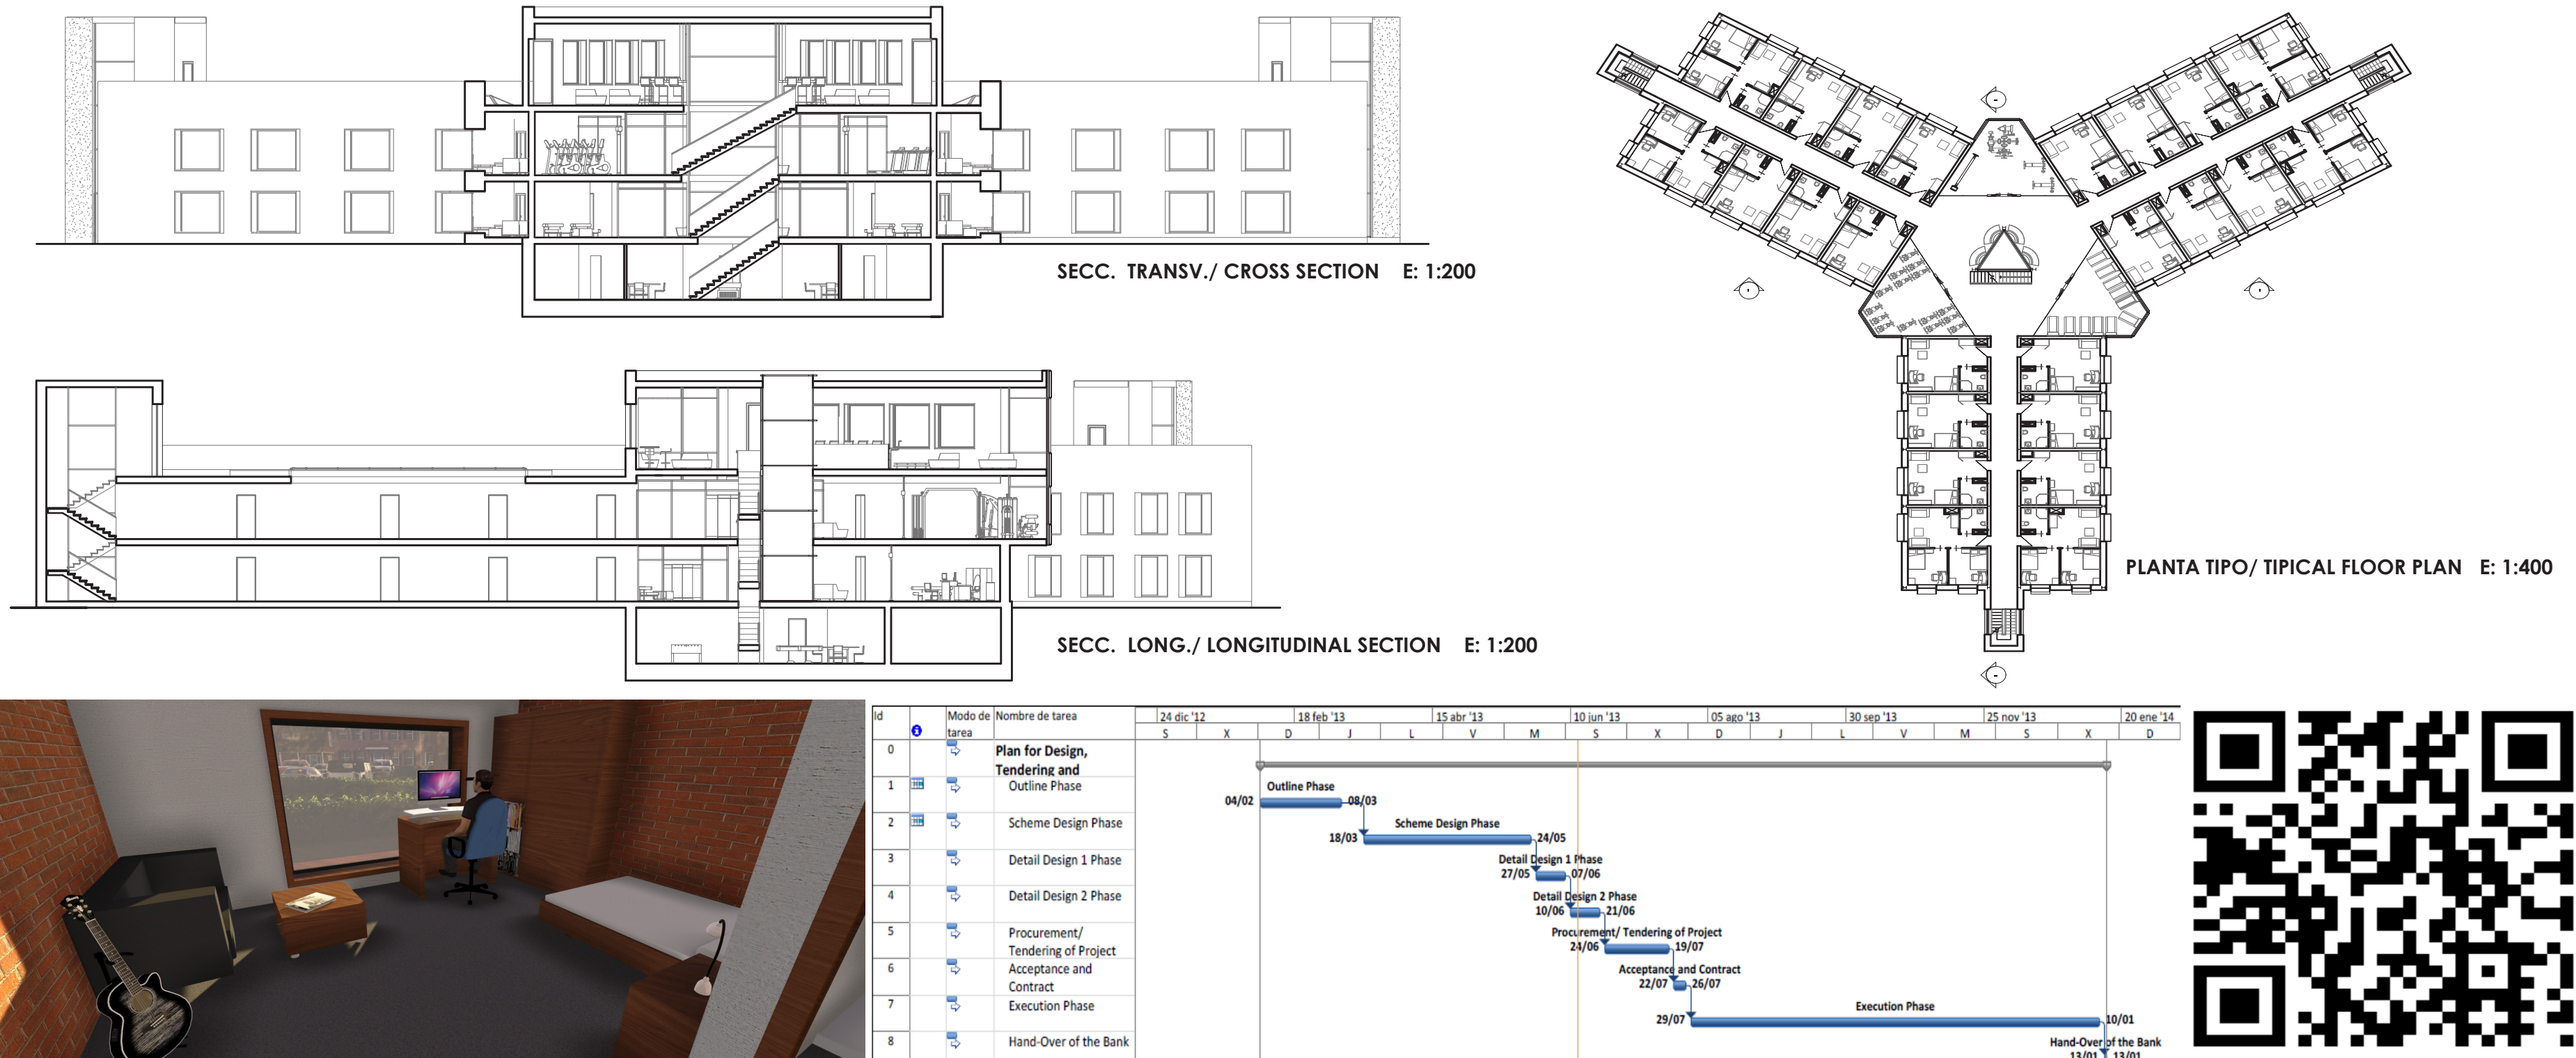 SECC. TRANSV./ CROSS SECTION E: 1:200
SECC. LONG./ LONGITUDINAL SECTION E: 1:200
PLANTA TIPO/ TIPICAL FLOOR PLAN E: 1:400
Id Modo de tarea Nombre de tarea 24 dic '12 18 feb '13 15 abr '13 10 jun '13 05 ago '13 30 sep '13 25 nov '13 20 ene '14
S X D J L V M S X D J L V M S X D
0 Plan for Design,
Tendering and
1 Outline Phase
2 Scheme Design Phase
3 Detail Design 1 Phase
4 Detail Design 2 Phase
5 Procurement/
Tendering of Project
6 Acceptance and
Contract
7 Execution Phase
8 Hand-Over of the Bank
Outline Phase
04/02 08/03
Scheme Design Phase
18/03 24/05
Detail Design 1 Phase
27/05 07/06
Detail Design 2 Phase
10/06 21/06
Procurement/ Tendering of Project
24/06 19/07
Acceptance and Contract
22/07 26/07
Execution Phase
29/07 10/01
Hand-Over of the Bank
13/01 13/01